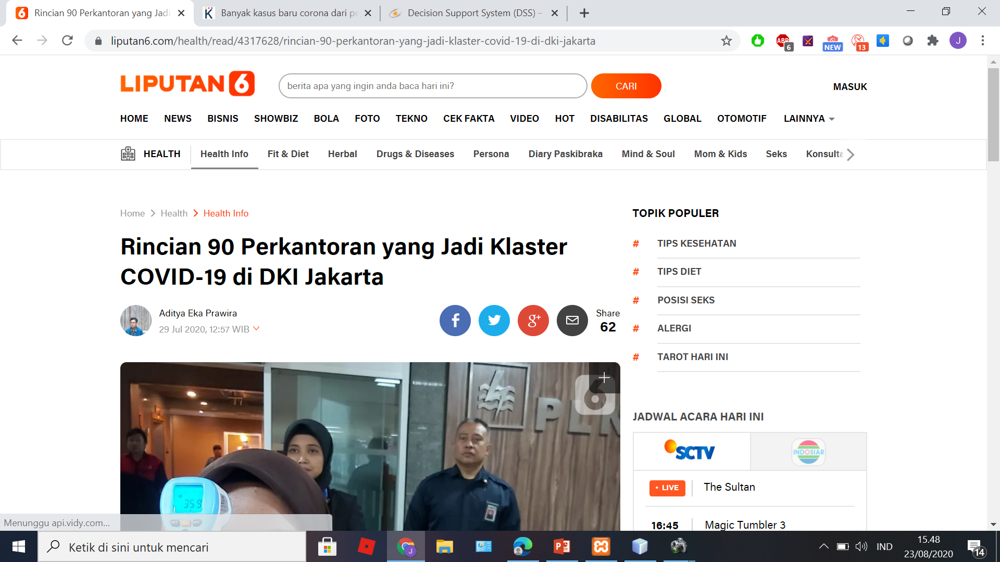 Rincian 90 Perkantoran yang Jadi
Banyak kasus baru corona dari pe
Decision Support System (DSS) –
liputan6.com/health/read/4317628/rincian-90-perkantoran-yang-jadi-klaster-covid-19-di-dki-jakarta
ABP
6
NEW
13
J
LIPUTAN 6
berita apa yang ingin anda baca hari ini?
CARI
MASUK
HOME NEWS BISNIS SHOWBIZ BOLA FOTO TEKNO CEK FAKTA VIDEO HOT DISABILITAS GLOBAL OTOMOTIF LAINNYA
HEALTH Health Info Fit & Diet Herbal Drugs & Diseases Persona Diary Paskibraka Mind & Soul Mom & Kids Seks Konsulta
Home > Health > Health Info
Rincian 90 Perkantoran yang Jadi Klaster
COVID-19 di DKI Jakarta
Aditya Eka Prawira
29 Jul 2020, 12:57 WIB
Share
62
TOPIK POPULER
# TIPS KESEHATAN
# TIPS DIET
# POSISI SEKS
# ALERGI
# TAROT HARI INI
6
PLN
359
JADWAL ACARA HARI INI
SCTV
INDOSIAR
• LIVE The Sultan
16:45 Magic Tumbler 3
Menunggu api.vidy.com...
Ketik di sini untuk mencari
J
IND
15.48
23/08/2020
14